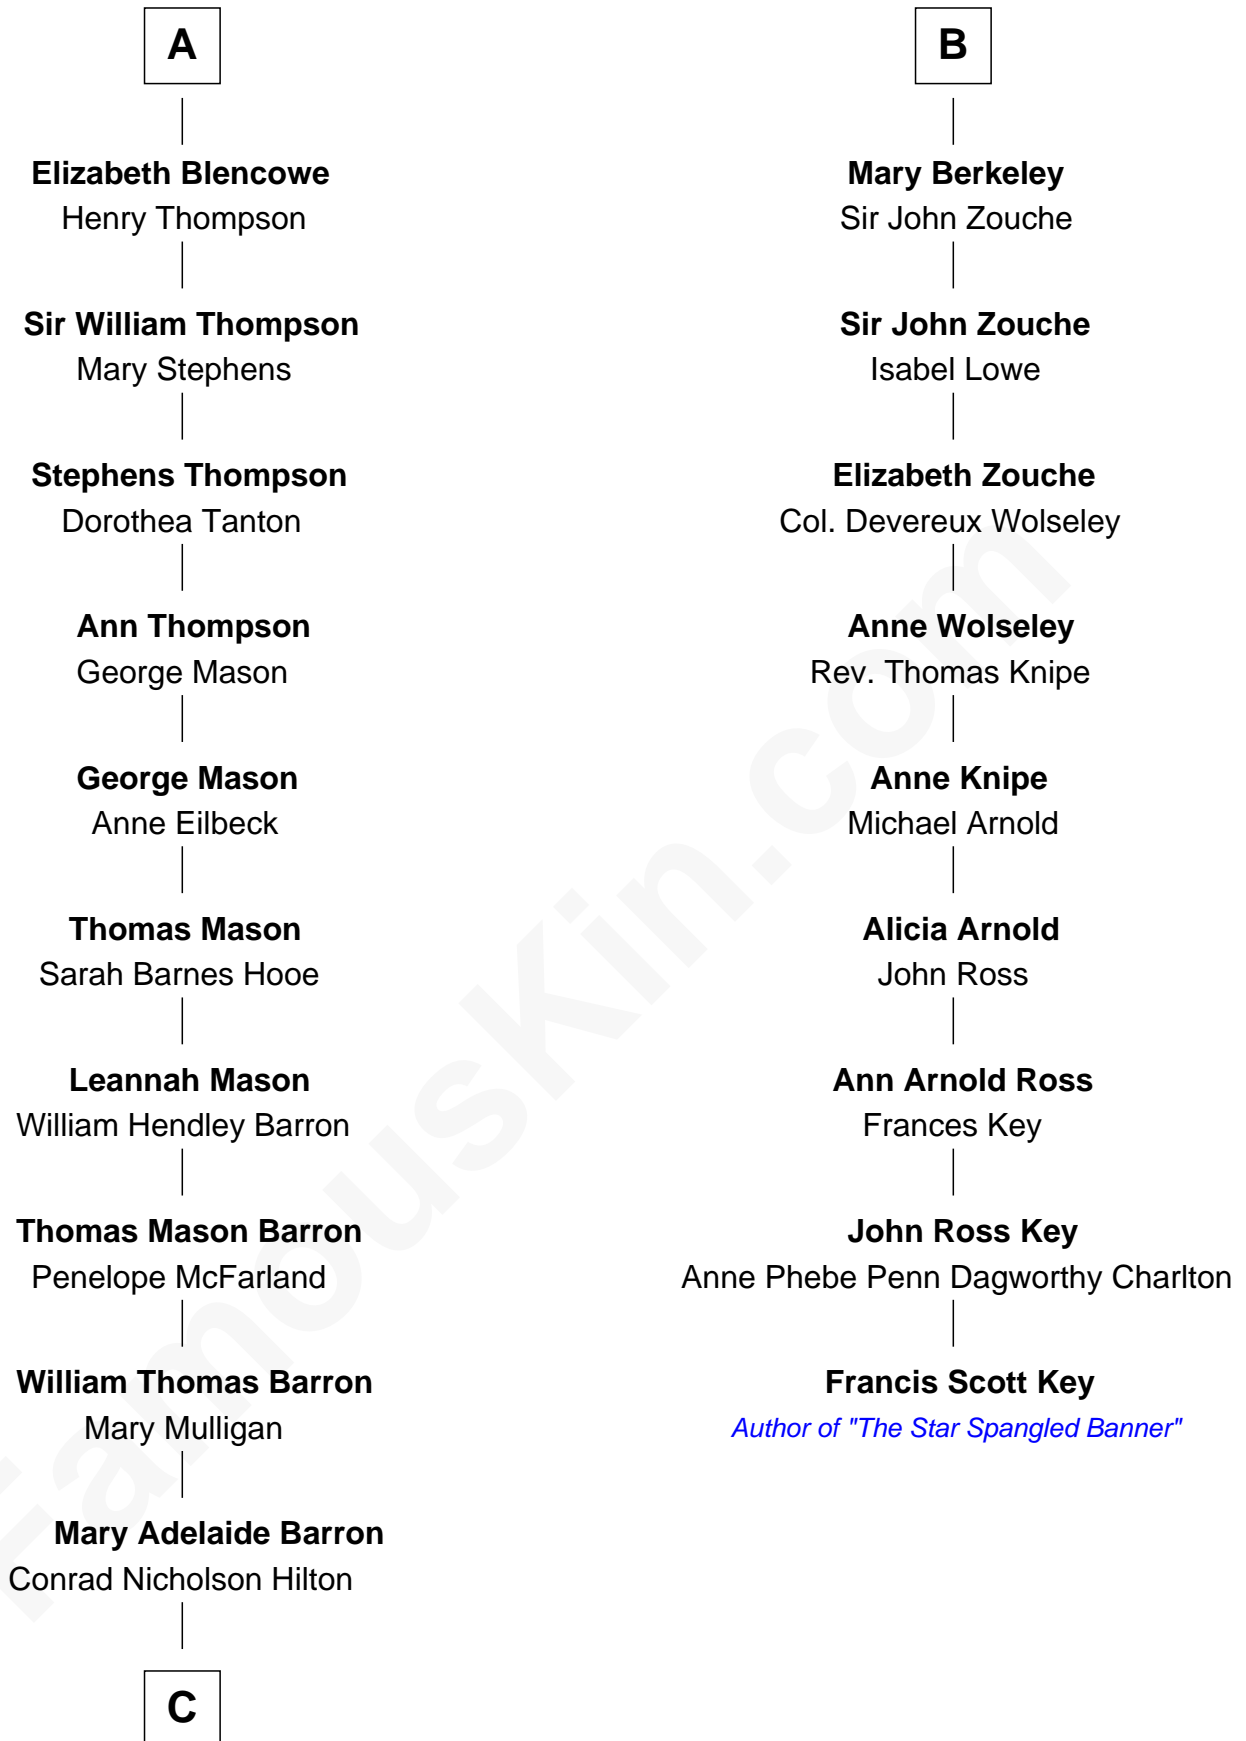 A
Elizabeth Blencowe
Henry Thompson
Sir William Thompson
Mary Stephens
Stephens Thompson
Dorothea Tanton
Ann Thompson
George Mason
George Mason
Anne Eilbeck
Thomas Mason
Sarah Barnes Hooe
Leannah Mason
William Hendley Barron
Thomas Mason Barron
Penelope McFarland
William Thomas Barron
Mary Mulligan
Mary Adelaide Barron
Conrad Nicholson Hilton
C
B
Mary Berkeley
Sir John Zouche
Sir John Zouche
Isabel Lowe
Elizabeth Zouche
Col. Devereux Wolseley
Anne Wolseley
Rev. Thomas Knipe
Anne Knipe
Michael Arnold
Alicia Arnold
John Ross
Ann Arnold Ross
Frances Key
John Ross Key
Anne Phebe Penn Dagworthy Charlton
Francis Scott Key
Author of "The Star Spangled Banner"
FamousKin.com